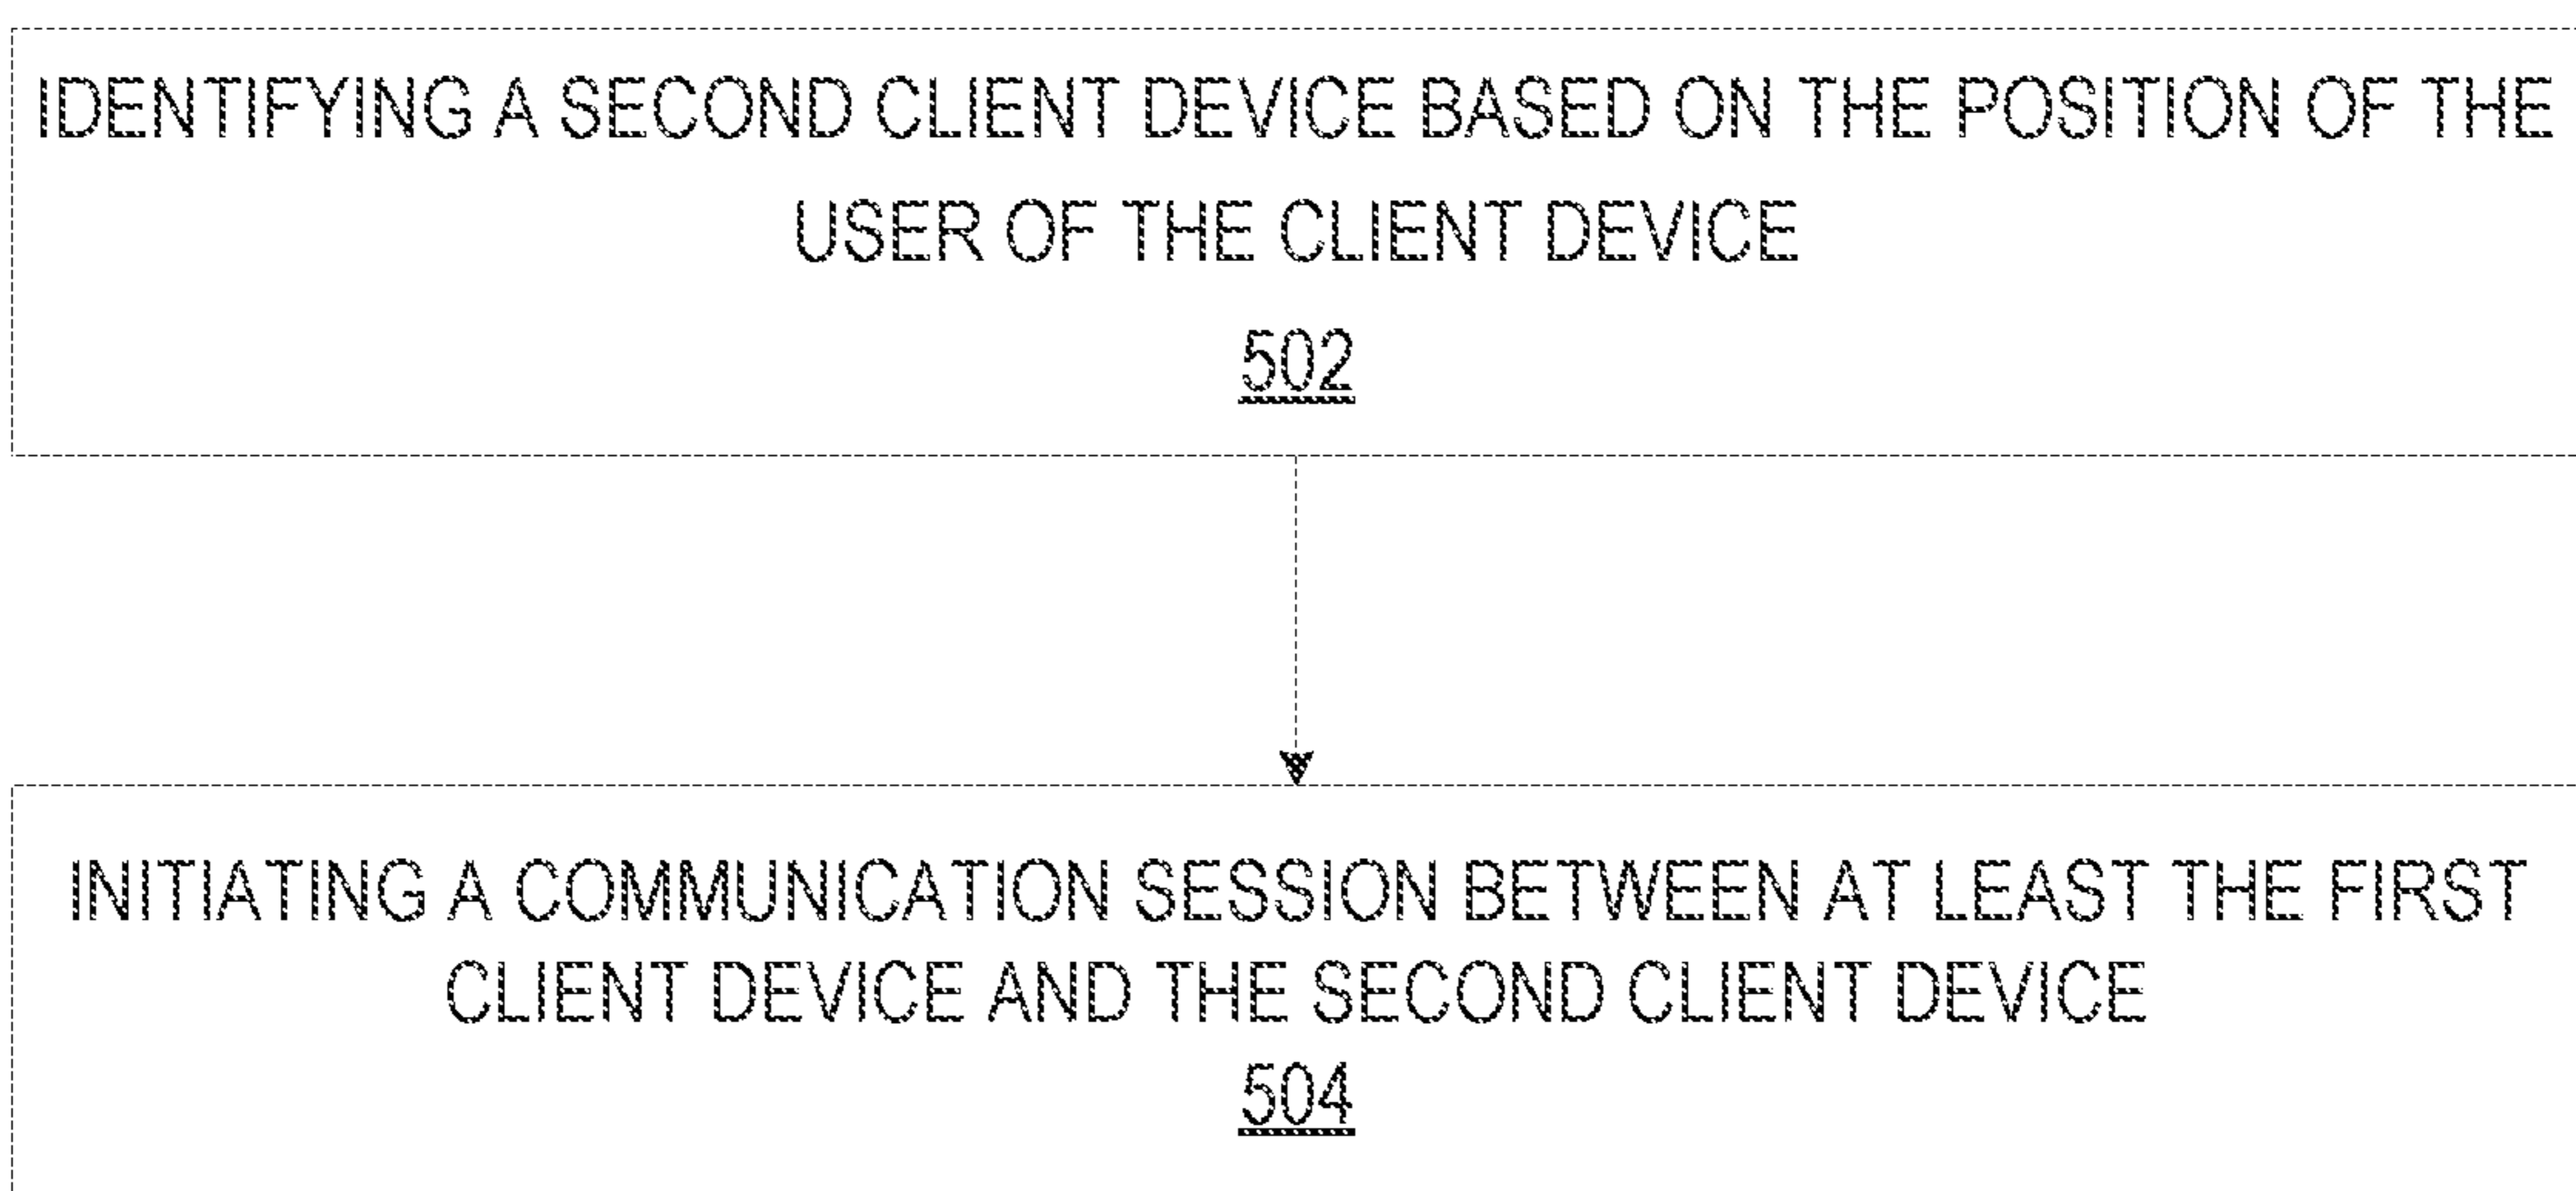 IDENTIFYING A SECOND CLIENT DEVICE BASED ON THE POSITION OF THE
USER OF THE CLIENT DEVICE
502
INITIATING A COMMUNICATION SESSION BETWEEN AT LEAST THE FIRST
CLIENT DEVICE AND THE SECOND CLIENT DEVICE
504